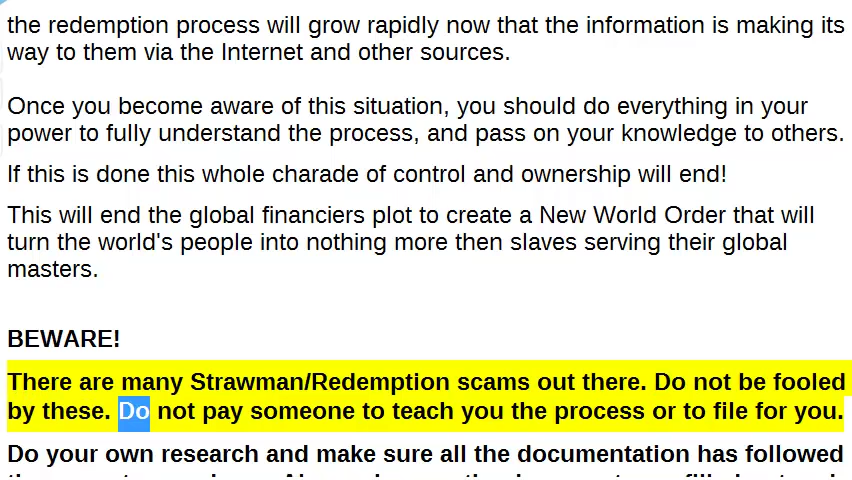 the redemption process will grow rapidly now that the information is making its
way to them via the Internet and other sources.
Once you become aware of this situation, you should do everything in your
power to fully understand the process, and pass on your knowledge to others.
If this is done this whole charade of control and ownership will end!
This will end the global financiers plot to create a New World Order that will
turn the world's people into nothing more then slaves serving their global
masters.
BEWARE!
There are many Strawman/Redemption scams out there. Do not be fooled
by these. Do not pay someone to teach you the process or to file for you.
Do your own research and make sure all the documentation has followed